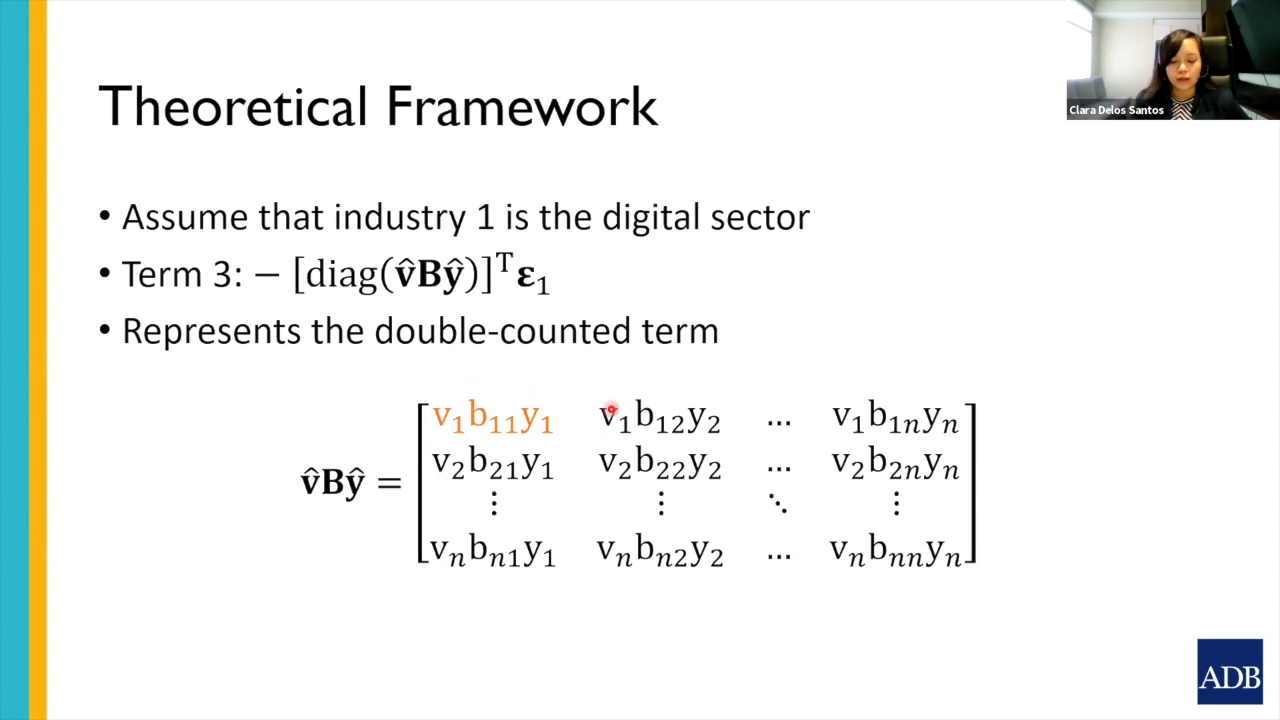 Clara Delos Santos
Theoretical Framework
• Assume that industry 1 is the digital sector
• Term 3: − [diag(v̂Bŷ)]ᵀε₁
• Represents the double-counted term
v₁b₁₁y₁ v₁b₁₂y₂ ... v₁b₁ₙyₙ
v₂b₂₁y₁ v₂b₂₂y₂ ... v₂b₂ₙyₙ
v̂Bŷ =
⋮ ⋮ ⋱ ⋮
vₙbₙ₁y₁ vₙbₙ₂y₂ ... vₙbₙₙyₙ
ADB